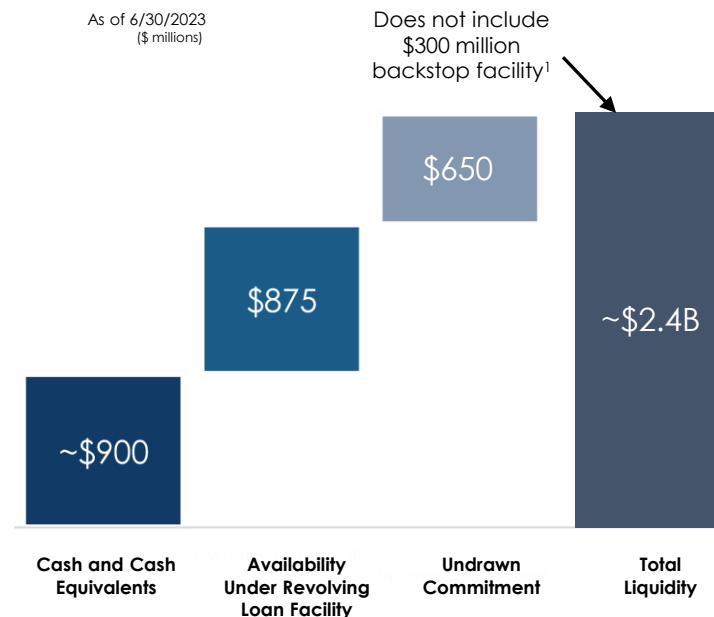 As of 6/30/2023
($ millions)
Does not include
$300 million
backstop facility¹
$650
$875
~$2.4B
~$900
Cash and Cash
Equivalents
Availability
Under Revolving
Loan Facility
Undrawn
Commitment
Total
Liquidity